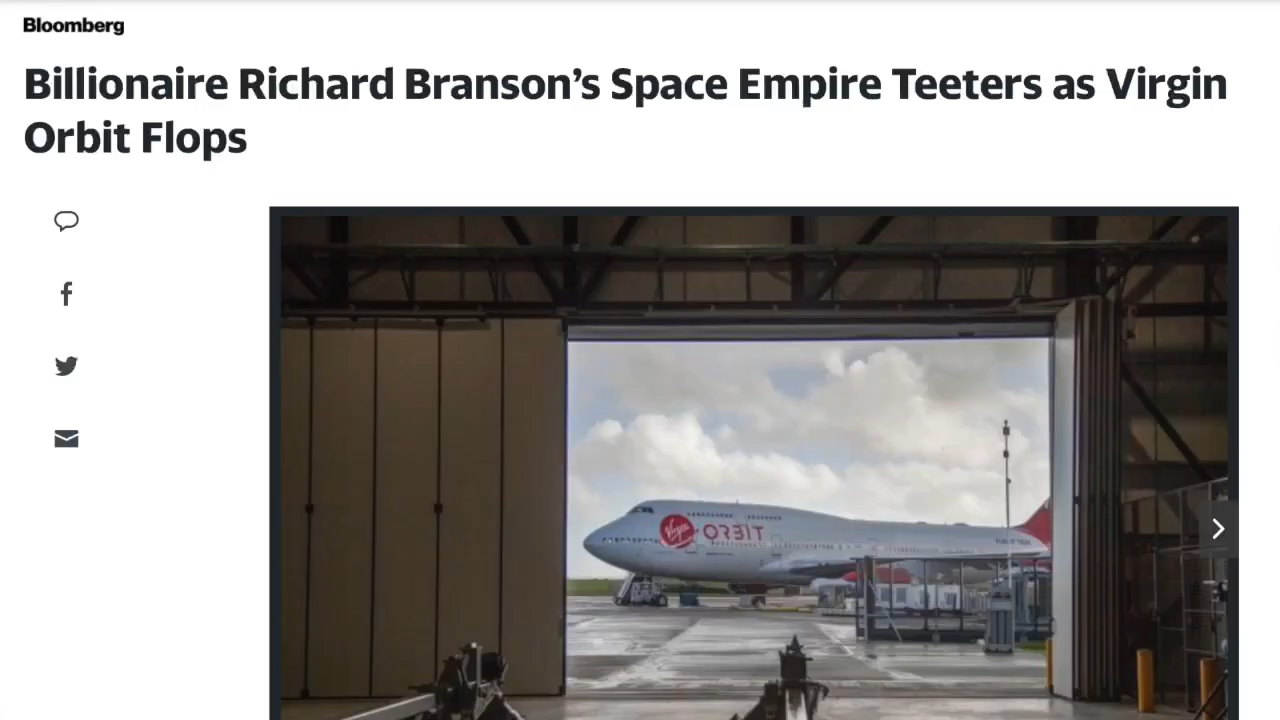 Bloomberg
Billionaire Richard Branson’s Space Empire Teeters as Virgin
Orbit Flops
Virgin ORBIT